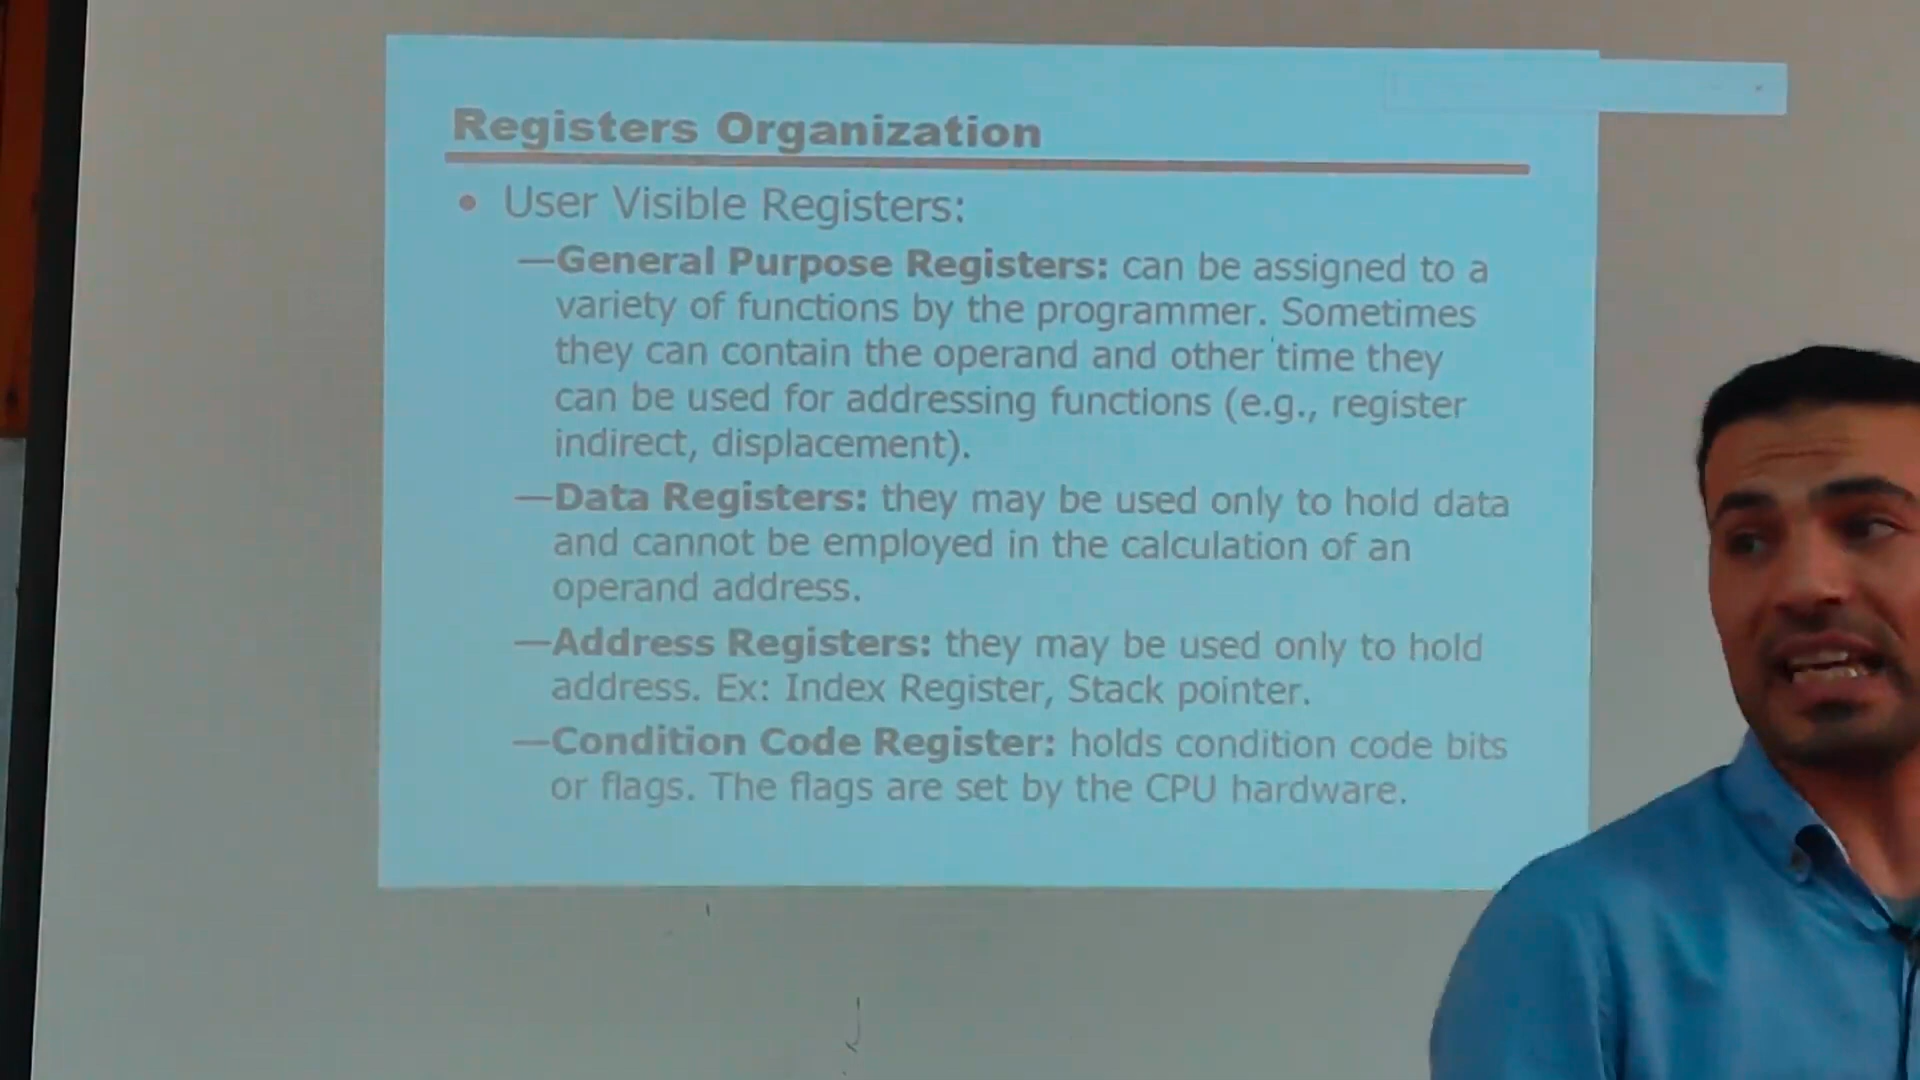 Registers Organization
• User Visible Registers:
—General Purpose Registers: can be assigned to a
variety of functions by the programmer. Sometimes
they can contain the operand and other time they
can be used for addressing functions (e.g., register
indirect, displacement).
—Data Registers: they may be used only to hold data
and cannot be employed in the calculation of an
operand address.
—Address Registers: they may be used only to hold
address. Ex: Index Register, Stack pointer.
—Condition Code Register: holds condition code bits
or flags. The flags are set by the CPU hardware.